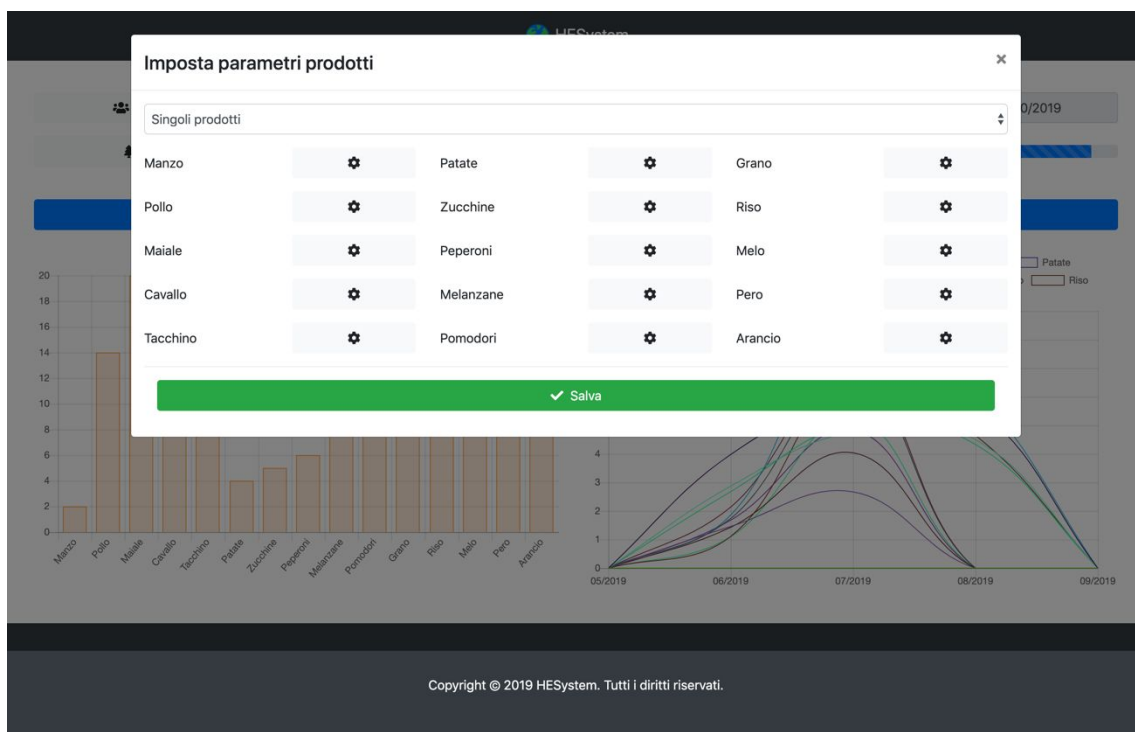 HESystem
Imposta parametri prodotti ×
0/2019
Singoli prodotti
Manzo Patate Grano
Pollo Zucchine Riso
Maiale Peperoni Melo
Cavallo Melanzane Pero
Tacchino Pomodori Arancio
Salva
Patate
Riso
20
18
16
14
12
10
8
6
4
2
0
Manzo Pollo Maiale Cavallo Tacchino Patate Zucchine Peperoni Melanzane Pomodori Grano Riso Melo Pero Arancio
4
3
2
1
0
05/2019 06/2019 07/2019 08/2019 09/2019
Copyright © 2019 HESystem. Tutti i diritti riservati.